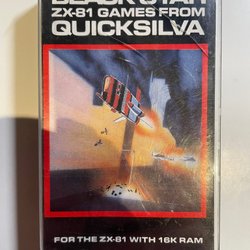 BLACK STAR
ZX-81 GAMES FROM
QUICKSILVA
FOR THE ZX-81 WITH 16K RAM